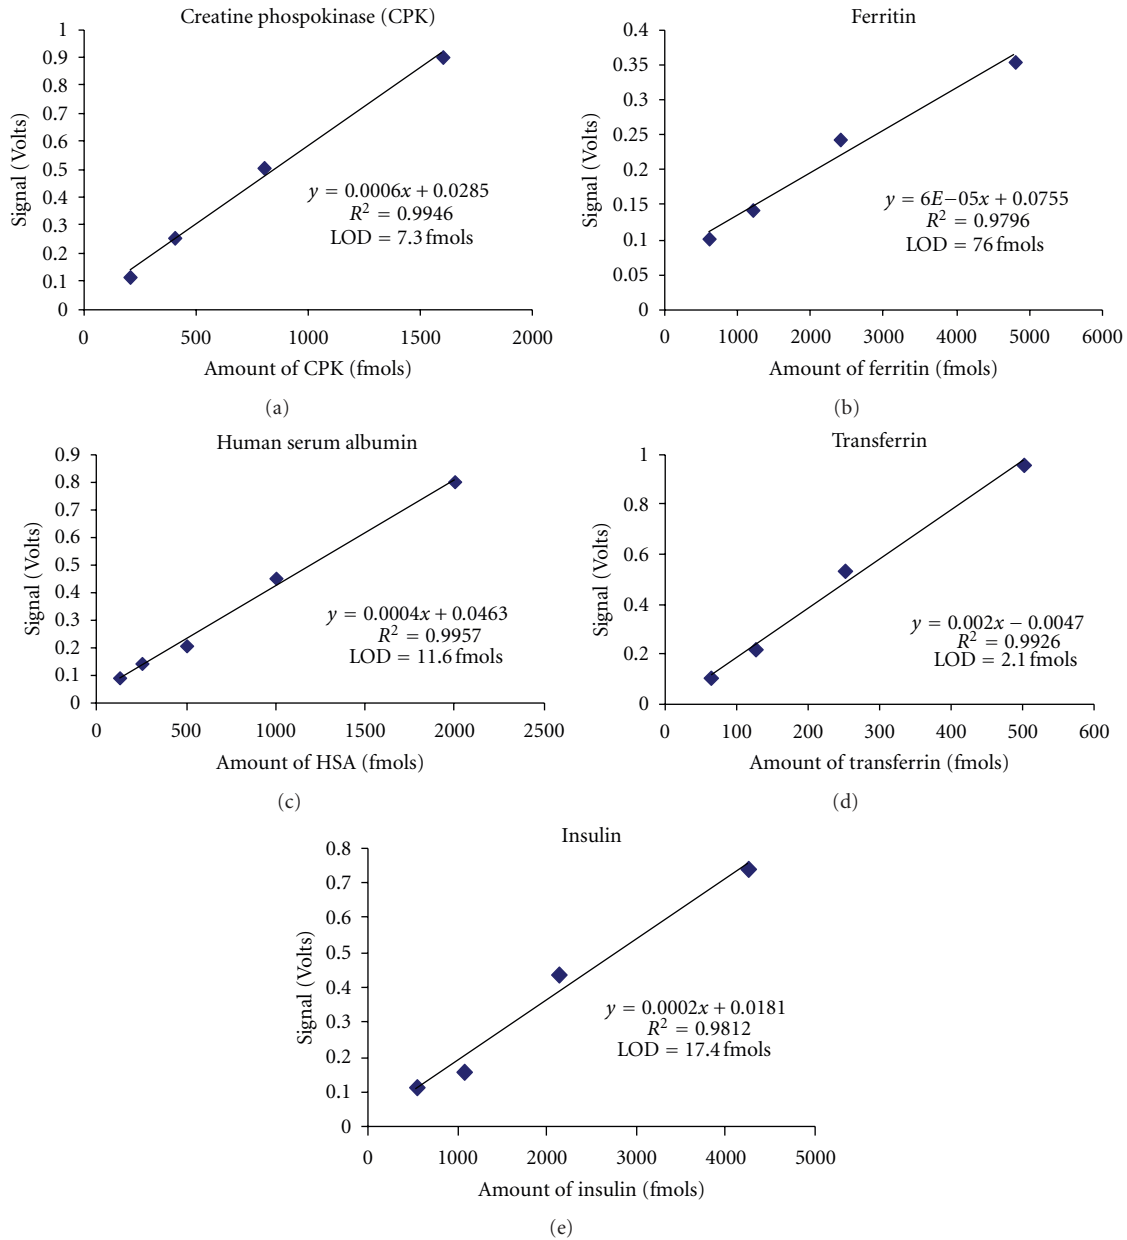 Creatine phospokinase (CPK)
1
0.9
0.8
0.7
0.6
0.5
0.4
0.3
0.2
0.1
0
Signal (Volts)
y = 0.0006x + 0.0285
R² = 0.9946
LOD = 7.3 fmols
0 500 1000 1500 2000
Amount of CPK (fmols)
(a)
Ferritin
0.4
0.35
0.3
0.25
0.2
0.15
0.1
0.05
0
Signal (Volts)
y = 6E−05x + 0.0755
R² = 0.9796
LOD = 76 fmols
0 1000 2000 3000 4000 5000 6000
Amount of ferritin (fmols)
(b)
Human serum albumin
0.9
0.8
0.7
0.6
0.5
0.4
0.3
0.2
0.1
0
Signal (Volts)
y = 0.0004x + 0.0463
R² = 0.9957
LOD = 11.6 fmols
0 500 1000 1500 2000 2500
Amount of HSA (fmols)
(c)
Transferrin
1
0.8
0.6
0.4
0.2
0
Signal (Volts)
y = 0.002x − 0.0047
R² = 0.9926
LOD = 2.1 fmols
0 100 200 300 400 500 600
Amount of transferrin (fmols)
(d)
Insulin
0.8
0.7
0.6
0.5
0.4
0.3
0.2
0.1
0
Signal (Volts)
y = 0.0002x + 0.0181
R² = 0.9812
LOD = 17.4 fmols
0 1000 2000 3000 4000 5000
Amount of insulin (fmols)
(e)